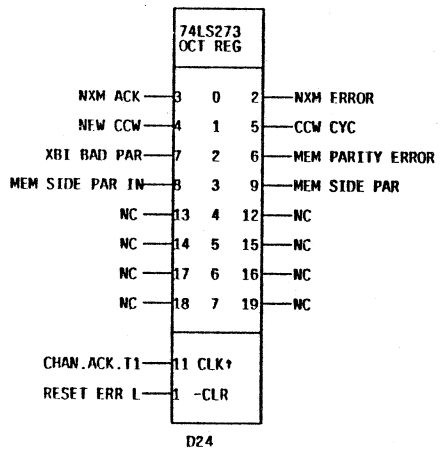 74LS273
OCT REG
NXM ACK 3 0 2 NXM ERROR
NEW CCW 4 1 5 CCW CYC
XBI BAD PAR 7 2 6 MEM PARITY ERROR
MEM SIDE PAR IN 8 3 9 MEM SIDE PAR
NC 13 4 12 NC
NC 14 5 15 NC
NC 17 6 16 NC
NC 18 7 19 NC
CHAN.ACK.T1 11 CLK↑
RESET ERR L 1 -CLR
D24